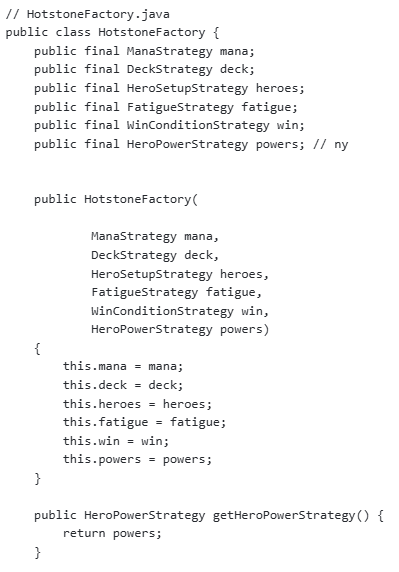 // HotstoneFactory.java
public class HotstoneFactory {
    public final ManaStrategy mana;
    public final DeckStrategy deck;
    public final HeroSetupStrategy heroes;
    public final FatigueStrategy fatigue;
    public final WinConditionStrategy win;
    public final HeroPowerStrategy powers; // ny

    public HotstoneFactory(

            ManaStrategy mana,
            DeckStrategy deck,
            HeroSetupStrategy heroes,
            FatigueStrategy fatigue,
            WinConditionStrategy win,
            HeroPowerStrategy powers)
    {
        this.mana = mana;
        this.deck = deck;
        this.heroes = heroes;
        this.fatigue = fatigue;
        this.win = win;
        this.powers = powers;
    }

    public HeroPowerStrategy getHeroPowerStrategy() {
        return powers;
    }